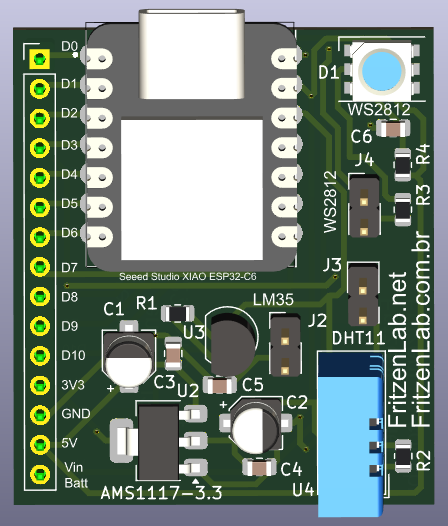 D0
D1
D2
D3
D4
D5
D6
D7
D8
D9
D10
3V3
GND
5V
Vin
Batt
D1
WS2812
C6
J4
R4
R3
WS2812
Seeed Studio XIAO ESP32-C6
J3
DHT11
LM35
C1
R1
U3
J2
C3
C5
U2
C2
C4
AMS1117-3.3
U4
R2
FritzenLab.net
FritzenLab.com.br
+
+